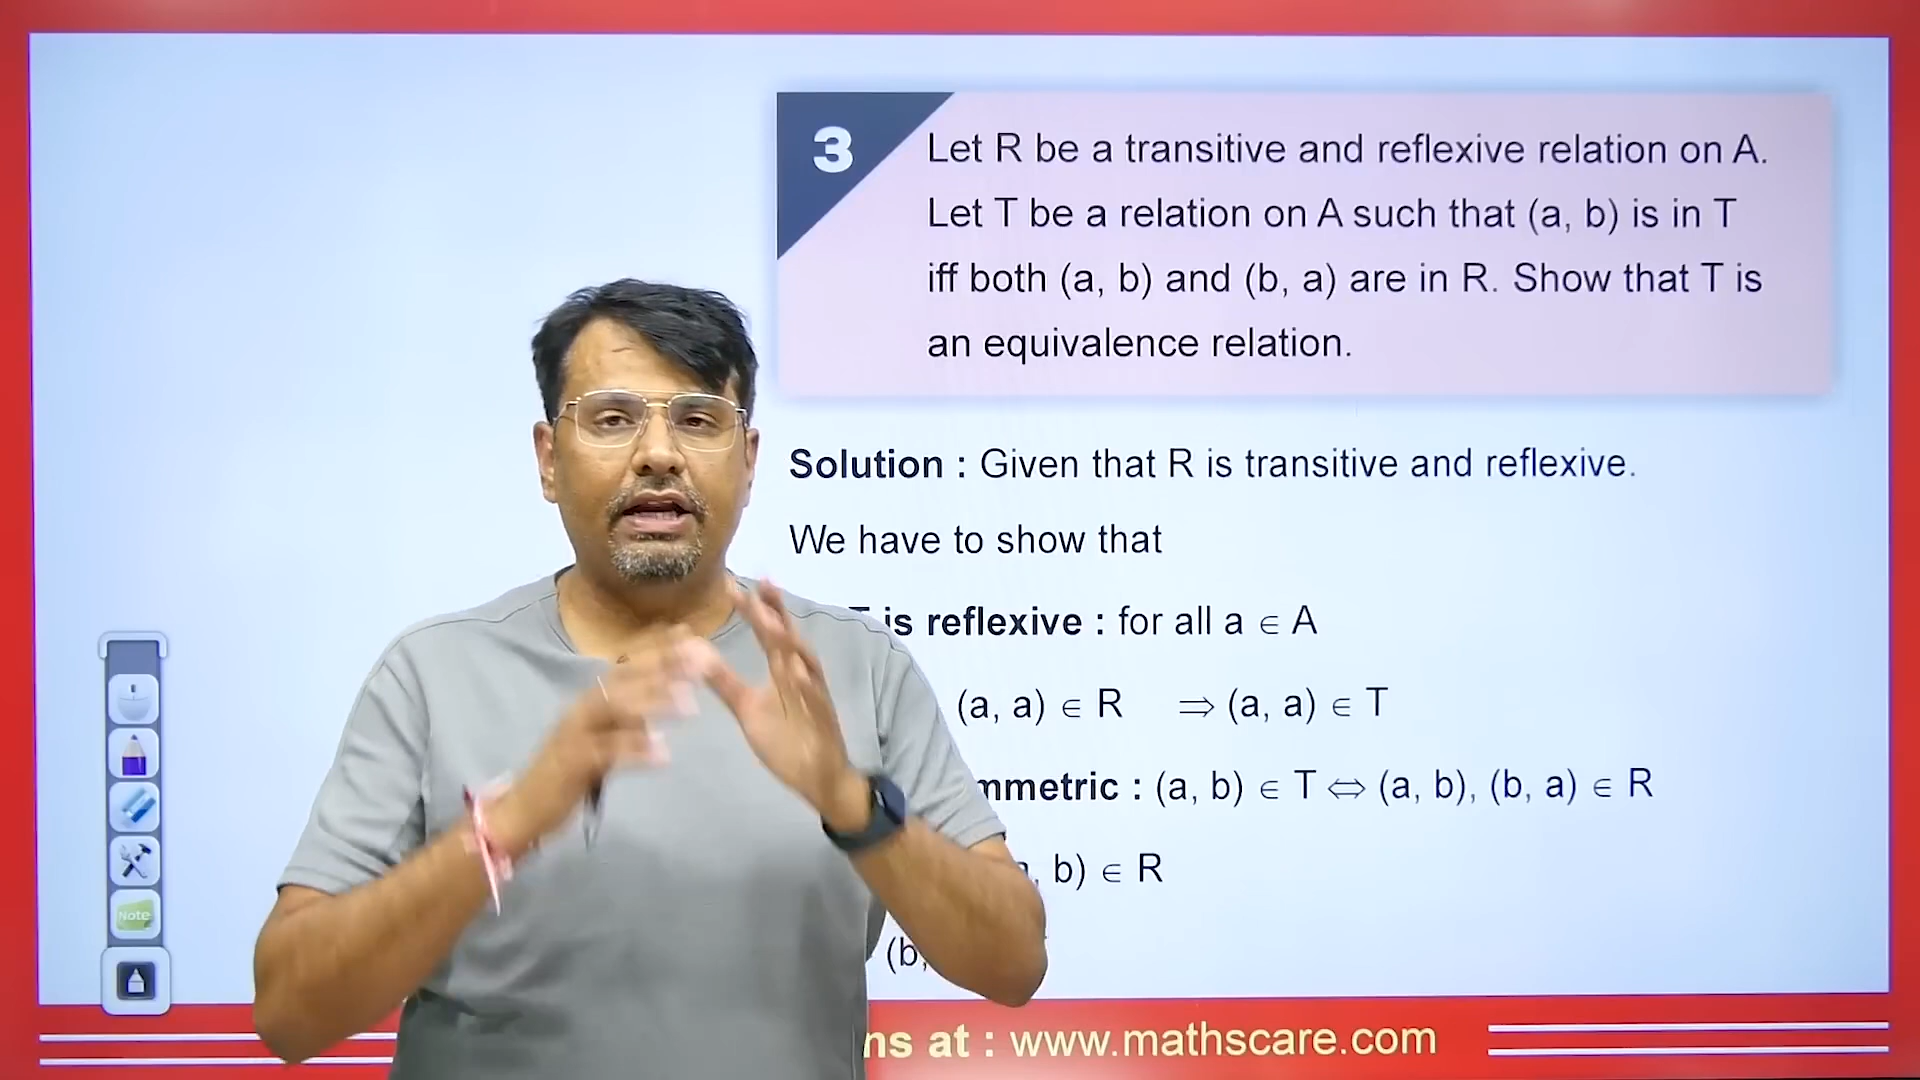 3
Let R be a transitive and reflexive relation on A.
Let T be a relation on A such that (a, b) is in T
iff both (a, b) and (b, a) are in R. Show that T is
an equivalence relation.
Solution : Given that R is transitive and reflexive.
We have to show that
is reflexive : for all a ∈ A
(a, a) ∈ R ⇒ (a, a) ∈ T
mmetric : (a, b) ∈ T ⇔ (a, b), (b, a) ∈ R
, b) ∈ R
(b,
Note
ns at : www.mathscare.com